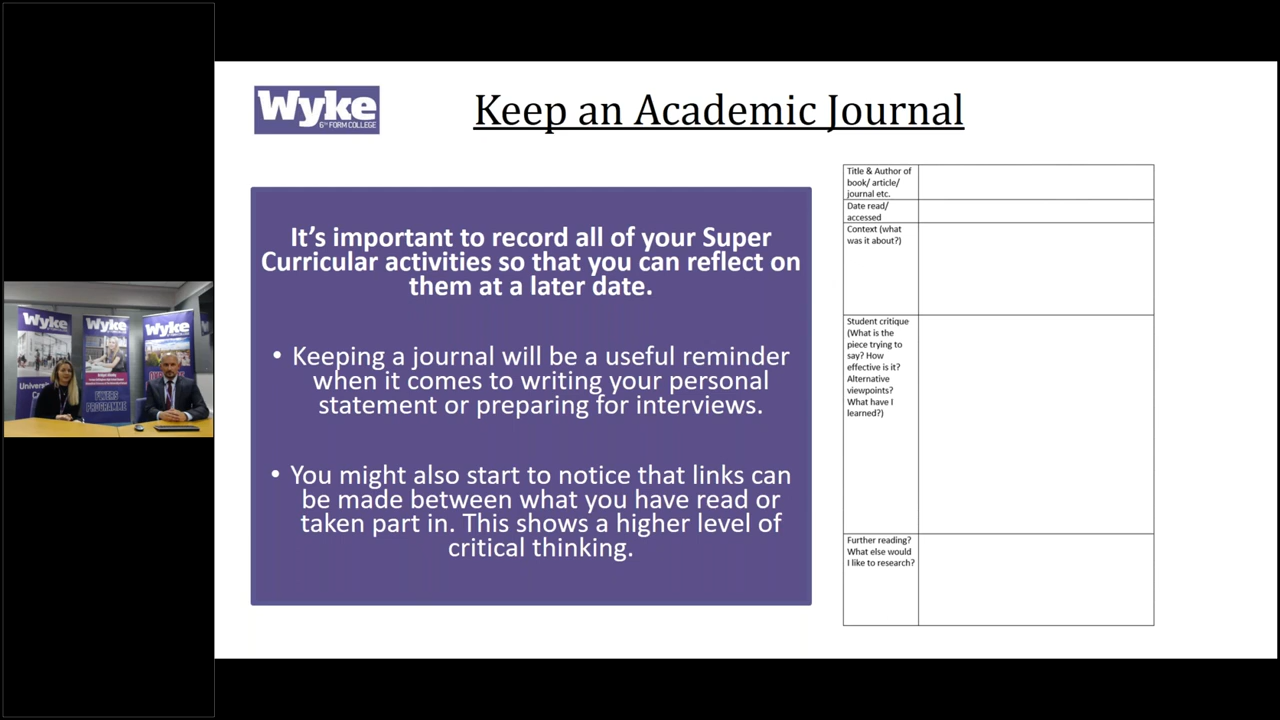 Wyke
6TH FORM COLLEGE
Keep an Academic Journal
It's important to record all of your Super
Curricular activities so that you can reflect on
them at a later date.
• Keeping a journal will be a useful reminder
when it comes to writing your personal
statement or preparing for interviews.
• You might also start to notice that links can
be made between what you have read or
taken part in. This shows a higher level of
critical thinking.
Title & Author of
book/ article/
journal etc.
Date read/
accessed
Context (what
was it about?)
Student critique
(What is the
piece trying to
say? How
effective is it?
Alternative
viewpoints?
What have I
learned?)
Further reading?
What else would
I like to research?
Wyke
Wyke
Wyke
FLYERS
PROGRAMME